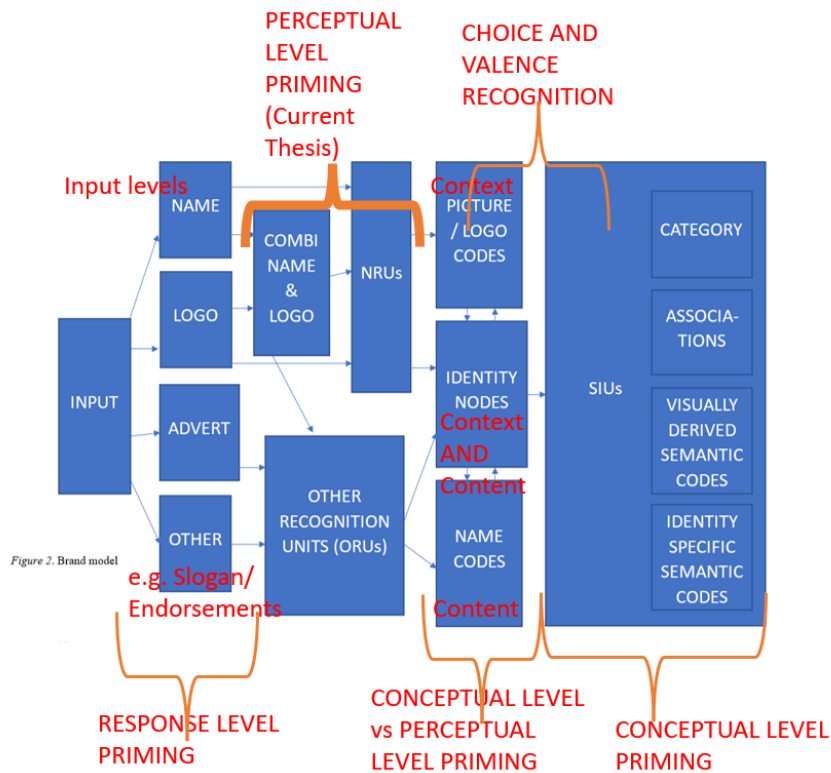 PERCEPTUAL
LEVEL
PRIMING
(Current
Thesis)
CHOICE AND
VALENCE
RECOGNITION
Input levels
NAME
COMBI
NAME
&
LOGO
NRUs
Context
PICTURE
/ LOGO
CODES
CATEGORY
LOGO
ASSOCIA-
TIONS
INPUT
IDENTITY
NODES
SIUs
Context
AND
Content
ADVERT
VISUALLY
DERIVED
SEMANTIC
CODES
OTHER
RECOGNITION
UNITS (ORUs)
OTHER
NAME
CODES
IDENTITY
SPECIFIC
SEMANTIC
CODES
Figure 2. Brand model
e.g. Slogan/
Endorsements
Content
RESPONSE LEVEL
PRIMING
CONCEPTUAL LEVEL
vs PERCEPTUAL
LEVEL PRIMING
CONCEPTUAL LEVEL
PRIMING